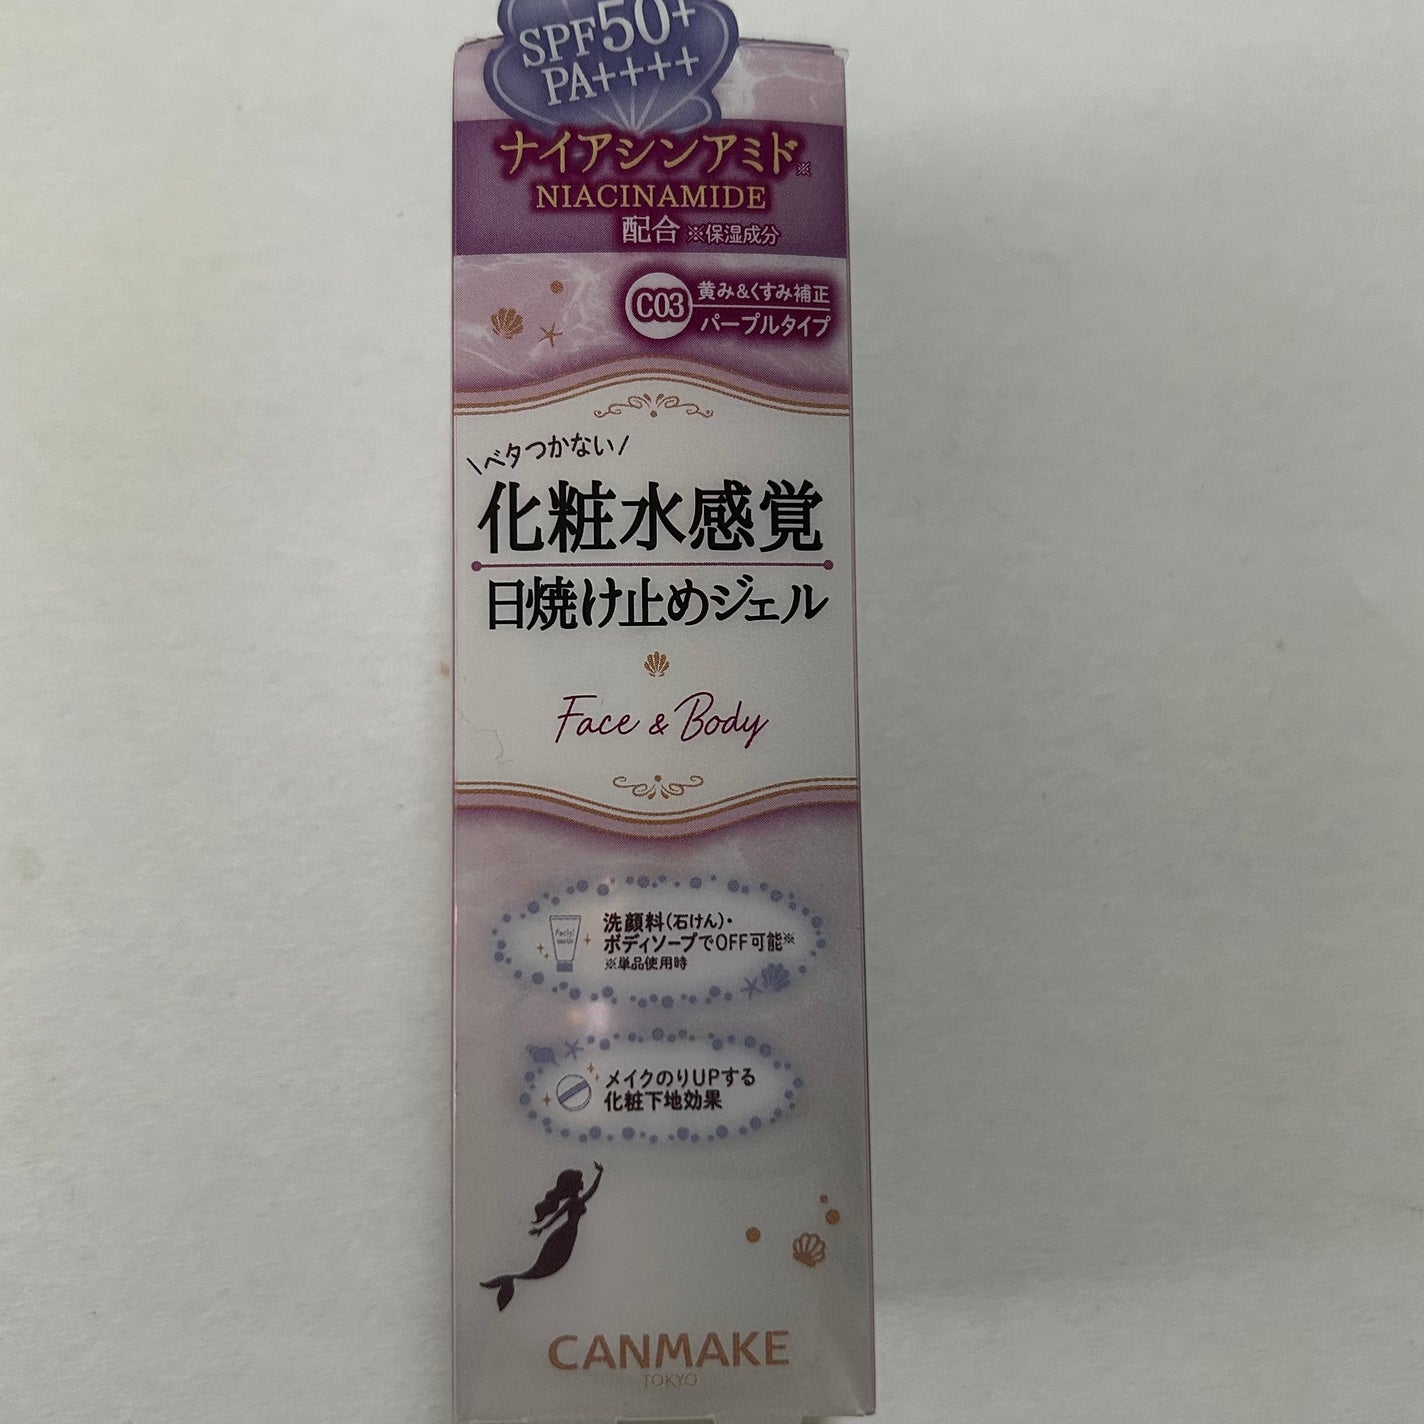 SPF50+
PA++++
ナイアシンアミド※
NIACINAMIDE
配合 ※保湿成分
C03 黄み&くすみ補正
パープルタイプ
\ベタつかない/
化粧水感覚
日焼け止めジェル
Face & Body
Facial
wash
洗顔料(石けん)・
ボディソープでOFF可能※
※単品使用時
メイクのりUPする
化粧下地効果
CANMAKE
TOKYO